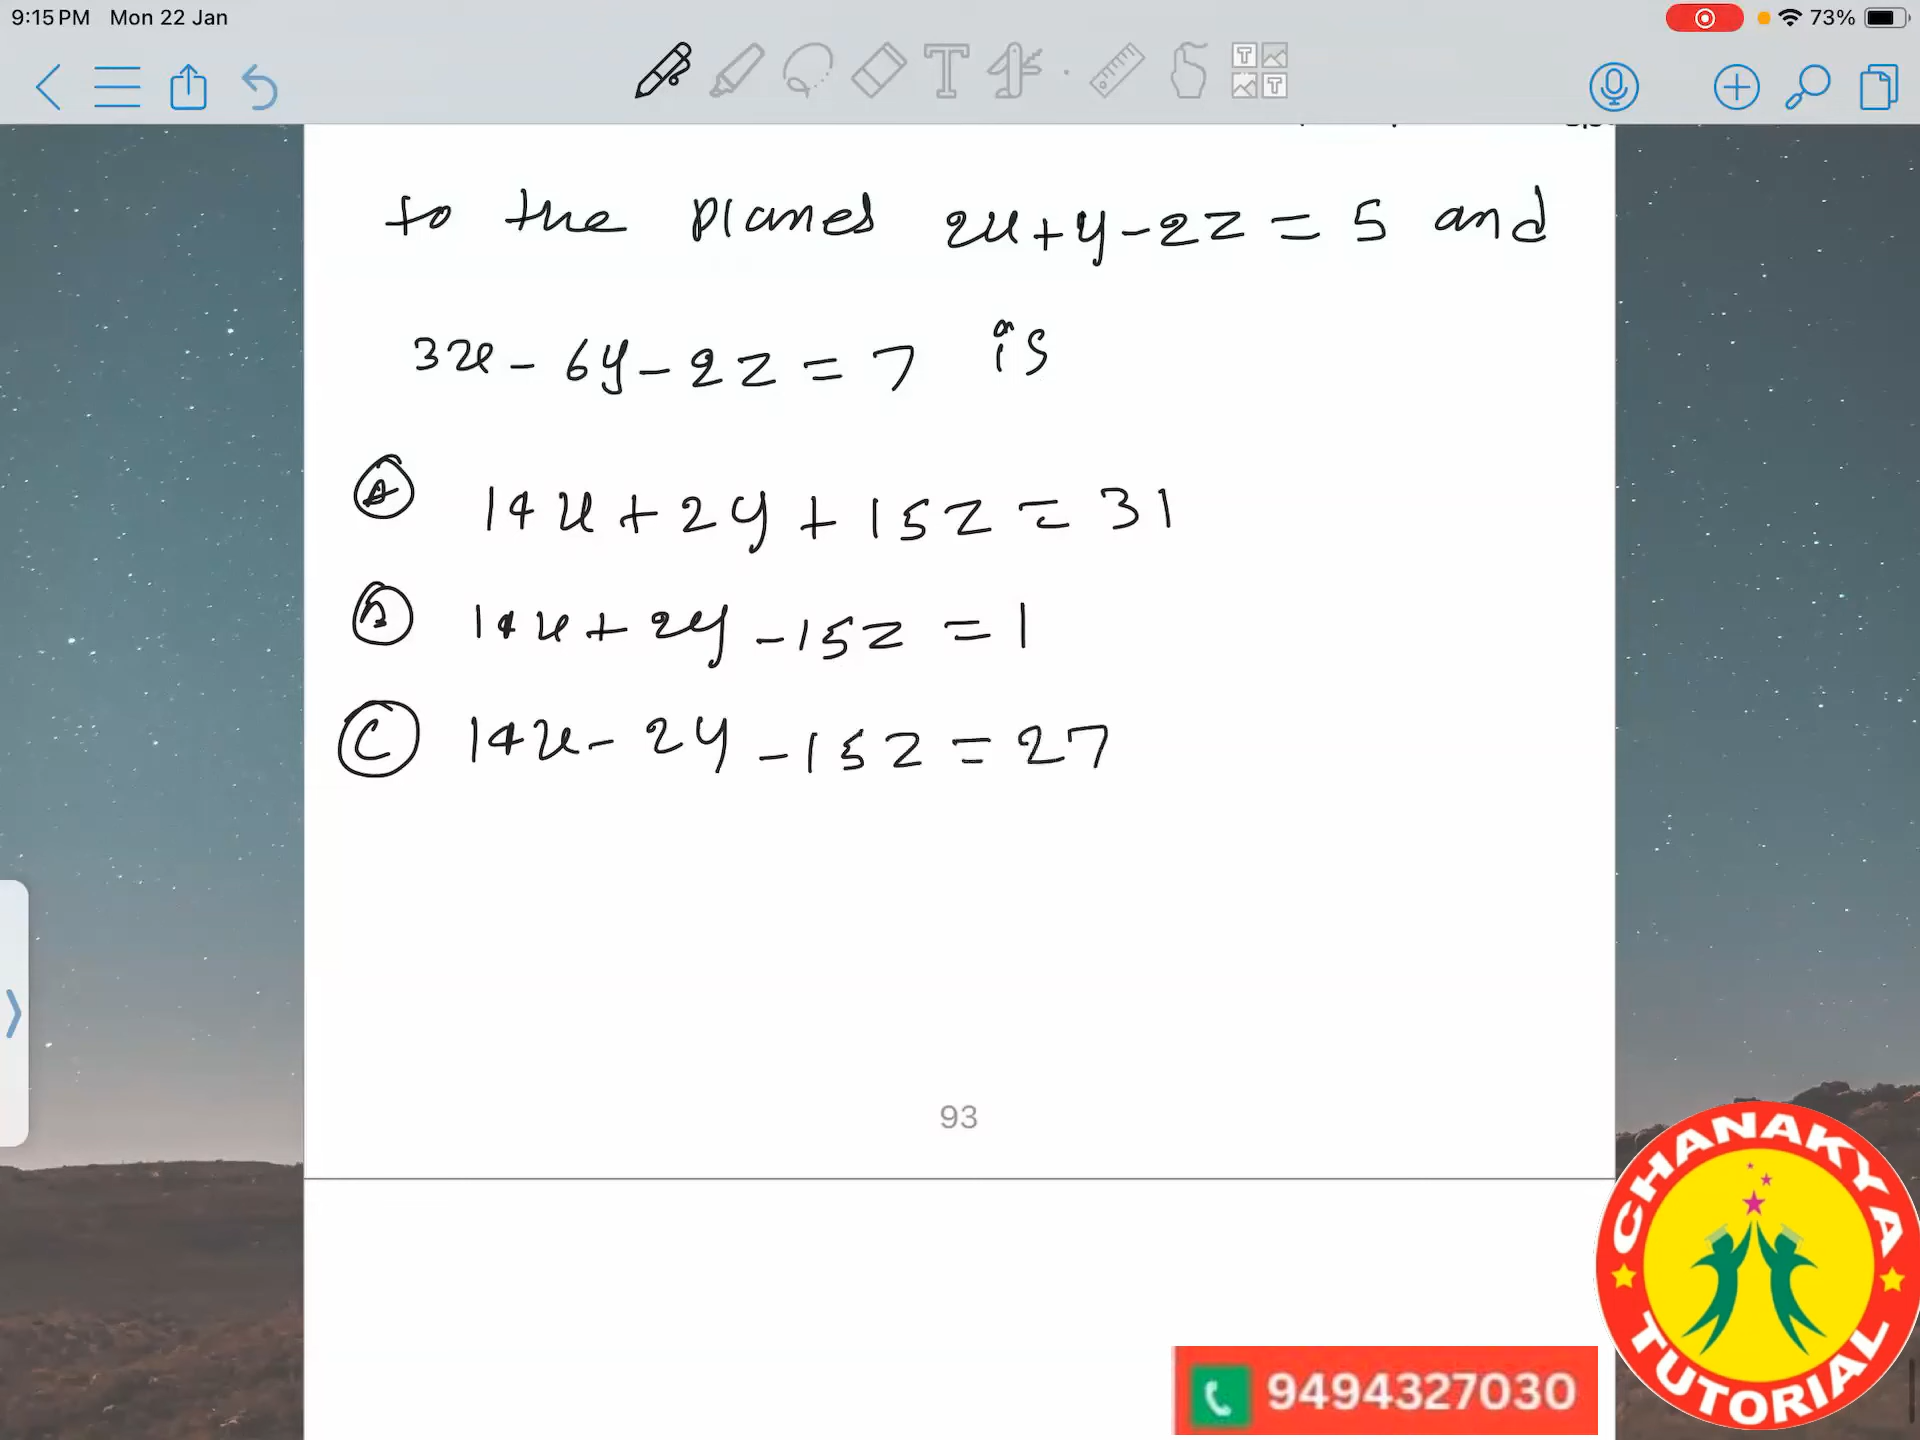 9:15 PM Mon 22 Jan
73%
to the planes 2x+y-2z=5 and
3x-6y-2z=7 is
A 14x+2y+15z=31
B 14x+2y-15z=1
C 14x-2y-15z=27
93
CHANAKYA
TUTORIAL
9494327030